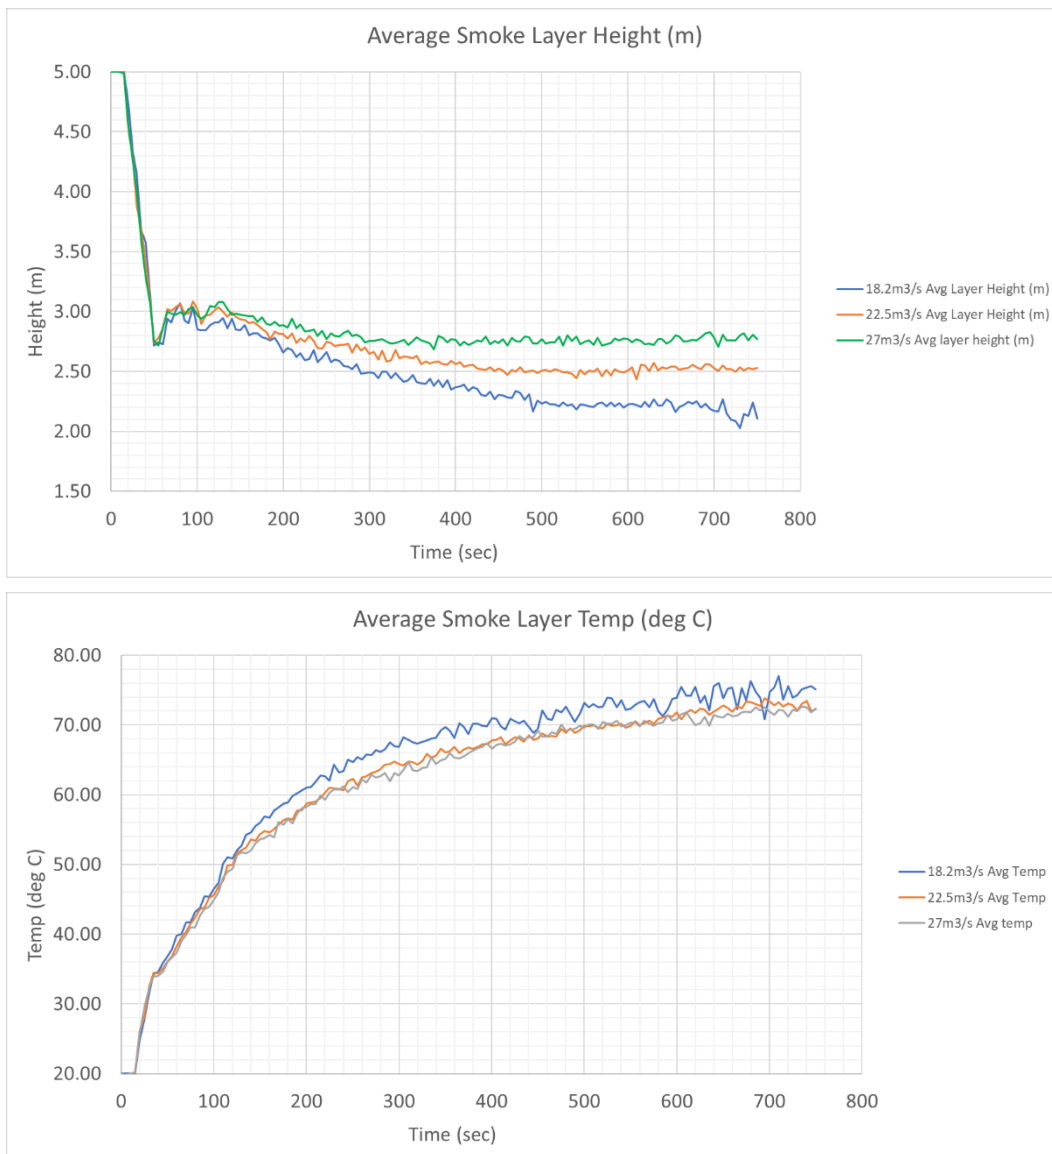 Average Smoke Layer Height (m)
5.00
4.50
4.00
3.50
3.00
2.50
2.00
1.50
Height (m)
0 100 200 300 400 500 600 700 800
Time (sec)
18.2m3/s Avg Layer Height (m)
22.5m3/s Avg Layer Height (m)
27m3/s Avg layer height (m)
Average Smoke Layer Temp (deg C)
80.00
70.00
60.00
50.00
40.00
30.00
20.00
Temp (deg C)
0 100 200 300 400 500 600 700 800
Time (sec)
18.2m3/s Avg Temp
22.5m3/s Avg Temp
27m3/s Avg temp